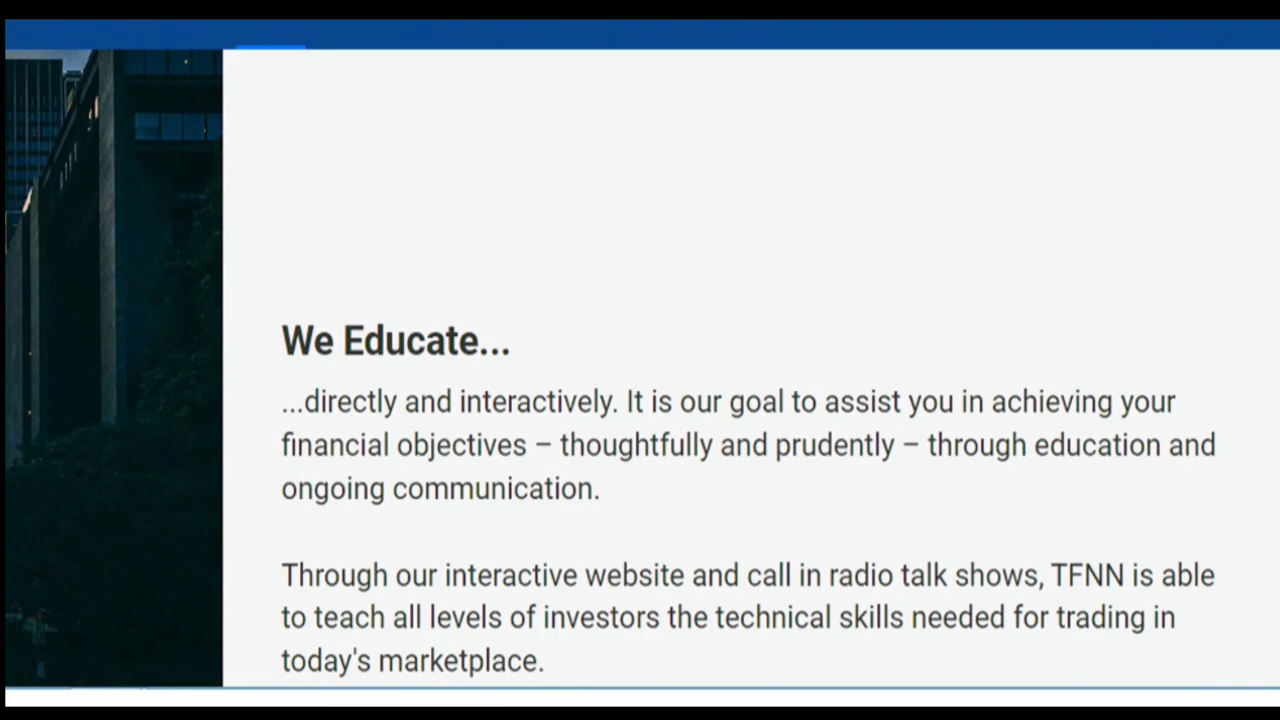 We Educate...
...directly and interactively. It is our goal to assist you in achieving your
financial objectives – thoughtfully and prudently – through education and
ongoing communication.
Through our interactive website and call in radio talk shows, TFNN is able
to teach all levels of investors the technical skills needed for trading in
today's marketplace.